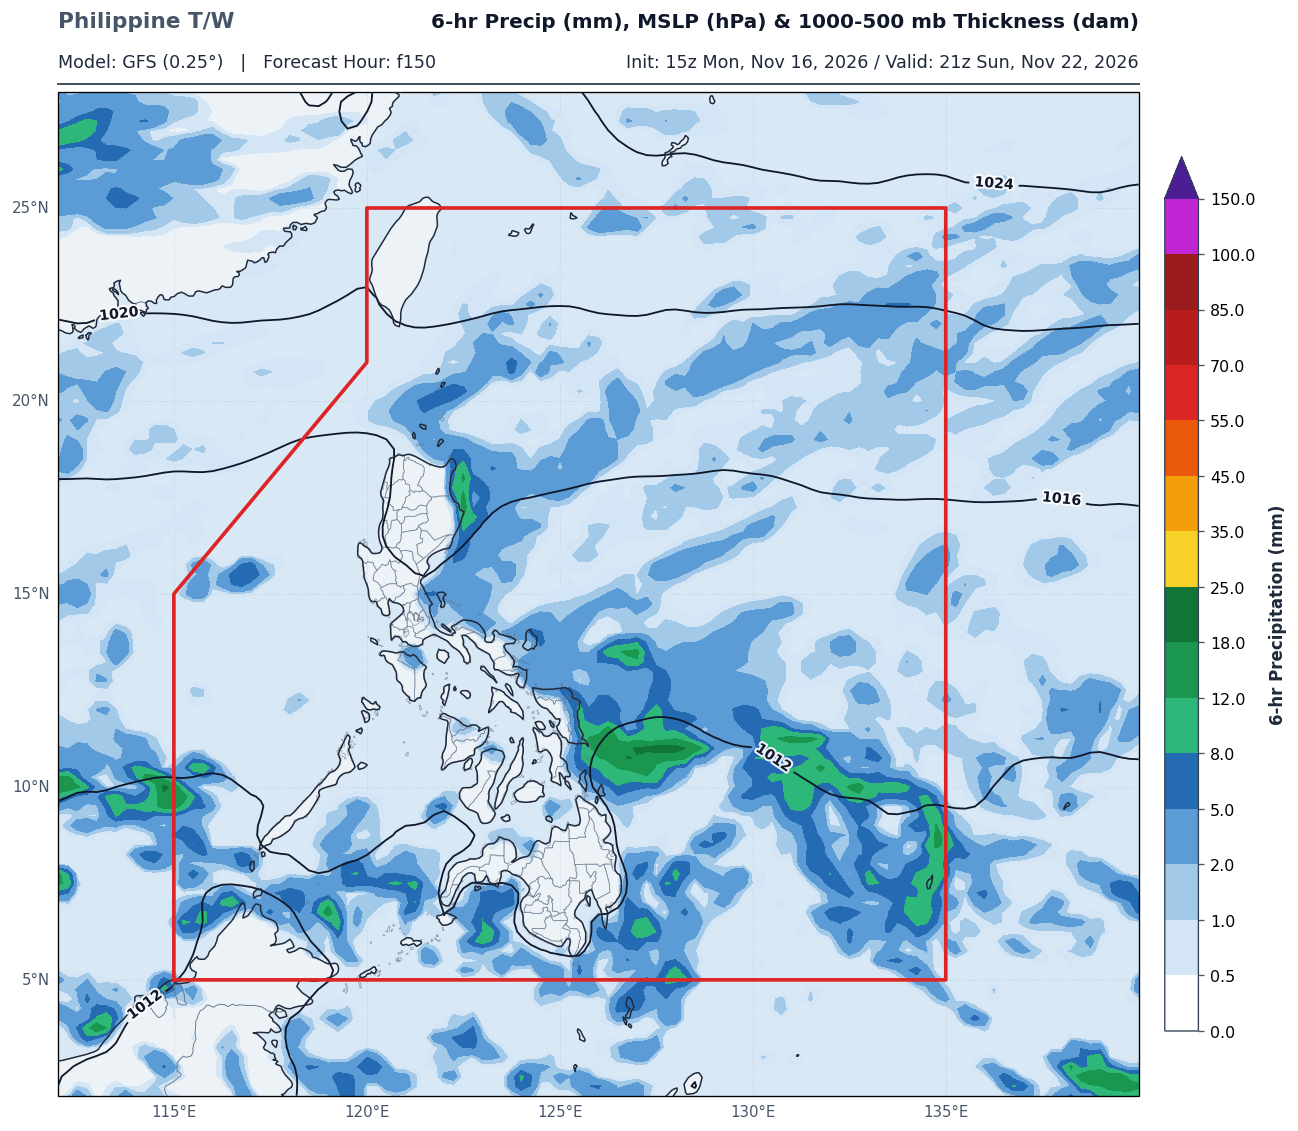 Philippine T/W
6-hr Precip (mm), MSLP (hPa) & 1000-500 mb Thickness (dam)
Model: GFS (0.25°) | Forecast Hour: f150
Init: 15z Mon, Nov 16, 2026 / Valid: 21z Sun, Nov 22, 2026
1024
25°N
1020
20°N
1016
15°N
1012
10°N
5°N
1012
115°E
120°E
125°E
130°E
135°E
150.0
100.0
85.0
70.0
55.0
45.0
35.0
25.0
18.0
12.0
8.0
5.0
2.0
1.0
0.5
0.0
6-hr Precipitation (mm)